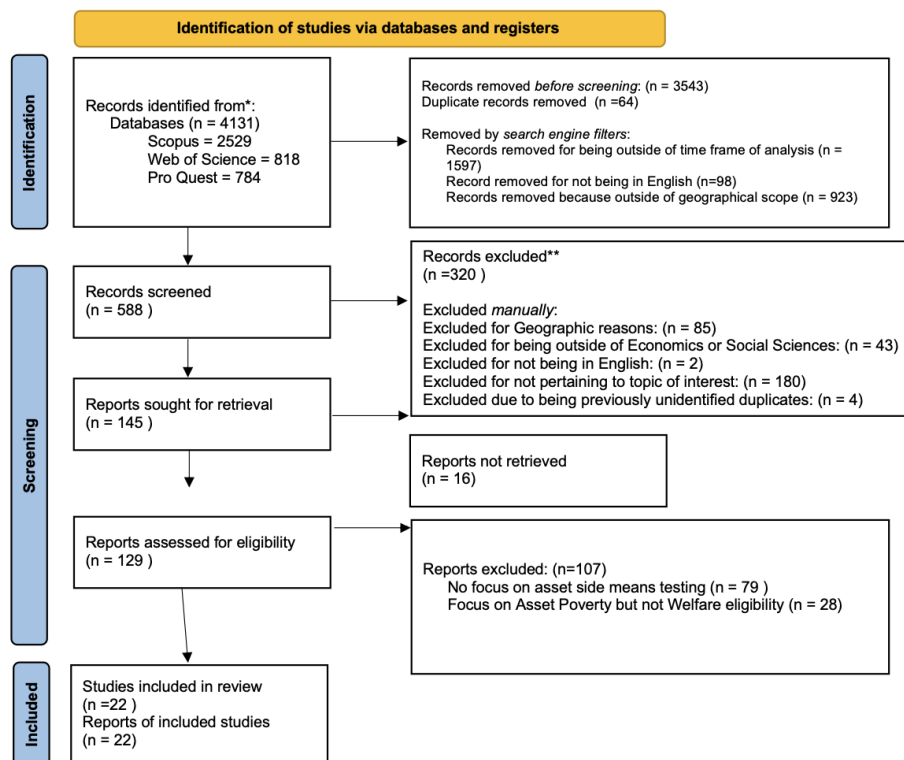 Identification of studies via databases and registers
Identification
Records identified from*:
Databases (n = 4131)
Scopus = 2529
Web of Science = 818
Pro Quest = 784
Records removed before screening: (n = 3543)
Duplicate records removed (n =64)
Removed by search engine filters:
Records removed for being outside of time frame of analysis (n =
1597)
Record removed for not being in English (n=98)
Records removed because outside of geographical scope (n = 923)
Screening
Records screened
(n = 588 )
Records excluded**
(n =320 )
Excluded manually:
Excluded for Geographic reasons: (n = 85)
Excluded for being outside of Economics or Social Sciences: (n = 43)
Excluded for not being in English: (n = 2)
Excluded for not pertaining to topic of interest: (n = 180)
Excluded due to being previously unidentified duplicates: (n = 4)
Reports sought for retrieval
(n = 145 )
Reports not retrieved
(n = 16)
Reports assessed for eligibility
(n = 129 )
Reports excluded: (n=107)
No focus on asset side means testing (n = 79 )
Focus on Asset Poverty but not Welfare eligibility (n = 28)
Included
Studies included in review
(n =22 )
Reports of included studies
(n = 22)